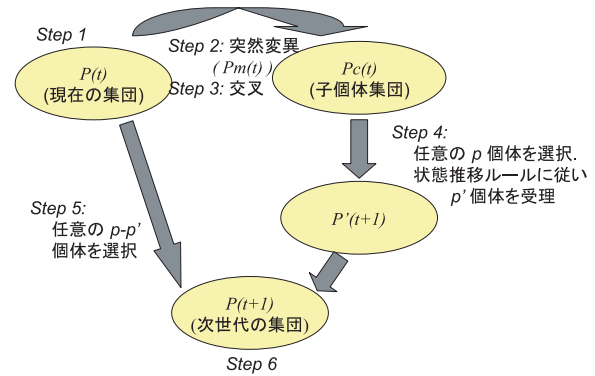 Step 1
P(t)
(現在の集団)
Step 2: 突然変異
( Pm(t) )
Step 3: 交叉
Pc(t)
(子個体集団)
Step 4:
任意の p 個体を選択.
状態推移ルールに従い
p' 個体を受理
P'(t+1)
Step 5:
任意の p-p'
個体を選択
P(t+1)
(次世代の集団)
Step 6